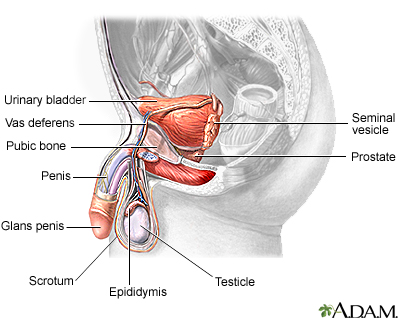 Urinary bladder
Vas deferens
Pubic bone
Penis
Glans penis
Scrotum
Epididymis
Testicle
Seminal
vesicle
Prostate
A.D.A.M.